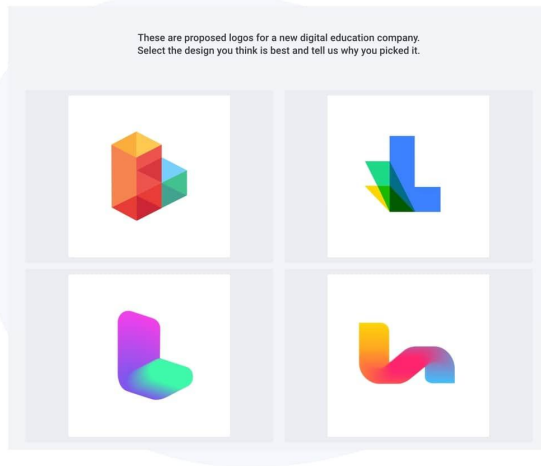 These are proposed logos for a new digital education company.
Select the design you think is best and tell us why you picked it.